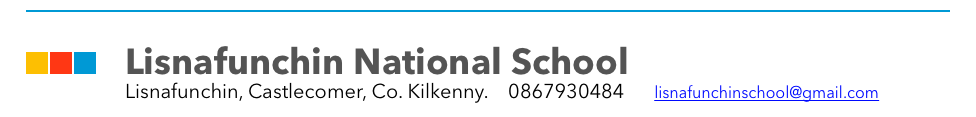 Lisnafunchin National School
Lisnafunchin, Castlecomer, Co. Kilkenny. 0867930484 lisnafunchinschool@gmail.com